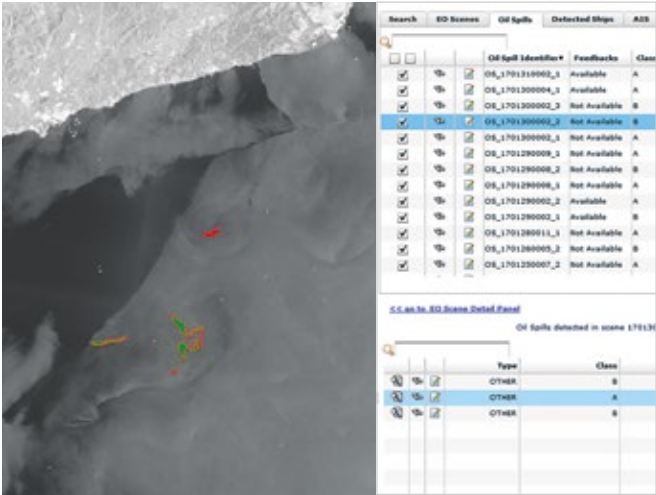 Search EO Scenes Oil Spills Detected Ships AIS
Oil Spill Identifier Feedbacks Clas
OS_1701310002_1 Available A
OS_1701300004_1 Available A
OS_1701300002_3 Not Available B
OS_1701300002_2 Not Available B
OS_1701300002_1 Not Available A
OS_1701290009_1 Not Available A
OS_1701290008_2 Not Available B
OS_1701290008_1 Not Available A
OS_1701290002_2 Available A
OS_1701290002_1 Available B
OS_1701280011_1 Not Available A
OS_1701260005_2 Not Available B
OS_1701250007_2 Not Available A
<< go to EO Scene Detail Panel
Oil Spills detected in scene 170130
Type Class
OTHER B
OTHER A
OTHER B